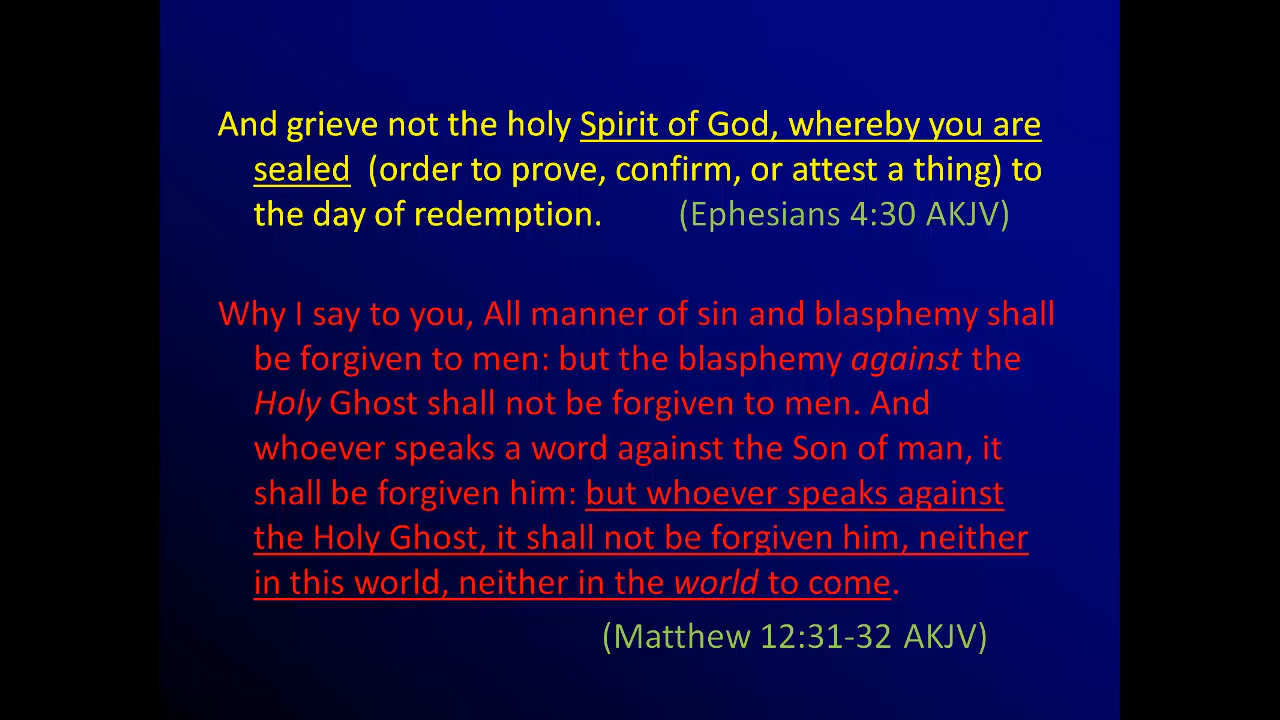 And grieve not the holy Spirit of God, whereby you are
sealed (order to prove, confirm, or attest a thing) to
the day of redemption. (Ephesians 4:30 AKJV)
Why I say to you, All manner of sin and blasphemy shall
be forgiven to men: but the blasphemy against the
Holy Ghost shall not be forgiven to men. And
whoever speaks a word against the Son of man, it
shall be forgiven him: but whoever speaks against
the Holy Ghost, it shall not be forgiven him, neither
in this world, neither in the world to come.
(Matthew 12:31-32 AKJV)